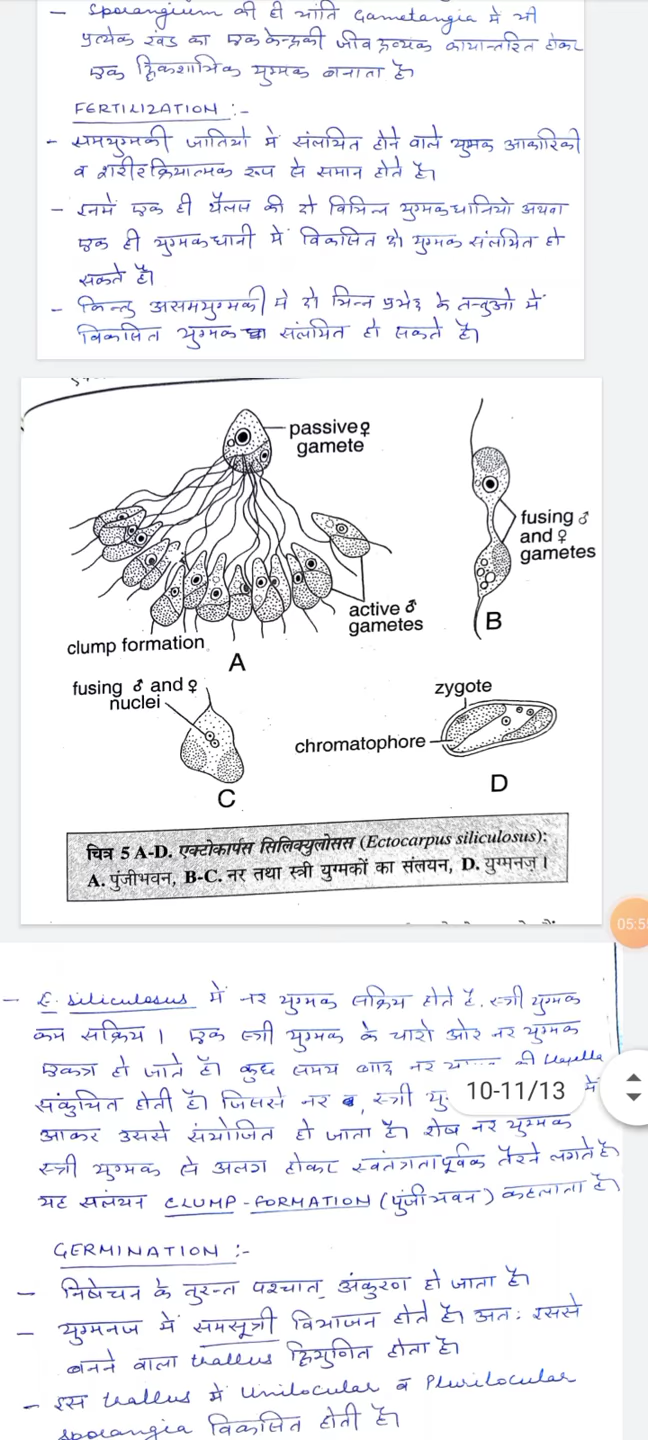 - Sporangium की ही भांति Gametangia में भी
प्रत्येक खंड का एककेन्द्रकी जीव द्रव्यक कायान्तरित होकर
एक द्विकशाभिक युग्मक बनाता है।
FERTILIZATION :-
- समयुग्मकी जातियो में संलयित होने वाले युग्मक आकारिकी
व शरीरक्रियात्मक रूप से समान होते है।
- इनमे एक ही थैलस की दो विभिन्न युग्मकधानियो अथवा
एक ही युग्मकधानी में विकसित दो युग्मक संलयित हो
सकते है।
- किन्तु असमयुग्मकी मे दो भिन्न प्रभेद के तन्तुओ में
विकसित युग्मक संलयित हो सकते है।
passive♀
gamete
fusing ♂
and ♀
gametes
active ♂
gametes
clump formation
A
B
fusing ♂ and ♀
nuclei
zygote
chromatophore
C
D
चित्र 5 A-D. एक्टोकार्पस सिलिक्युलोसस (Ectocarpus siliculosus):
A. पुंजीभवन, B-C. नर तथा स्त्री युग्मकों का संलयन, D. युग्मनज़।
05:5
- E. siliculosus में नर युग्मक सक्रिय होते है. स्त्री युग्मक
कम सक्रिय। एक स्त्री युग्मक के चारो ओर नर युग्मक
एकत्र हो जाते है। कुछ समय बाद नर की flagella
संकुचित होती है। जिससे नर व, स्त्री यु में
10-11/13
आकर उससे संयोजित हो जाता है। शेष नर युग्मक
स्त्री युग्मक से अलग होकर स्वतंत्रतापूर्वक तैरने लगते है
यह संलयन CLUMP-FORMATION (पुंजीभवन) कहलाता है।
GERMINATION :-
- निषेचन के तुरन्त पश्चात् अंकुरण हो जाता है।
- युग्मनज में समसूत्री विभाजन होते है। अत: इससे
बनने वाला thallus द्विगुणित होता है।
- इस thallus में Unilocular व Plurilocular
sporangia विकसित होती है।